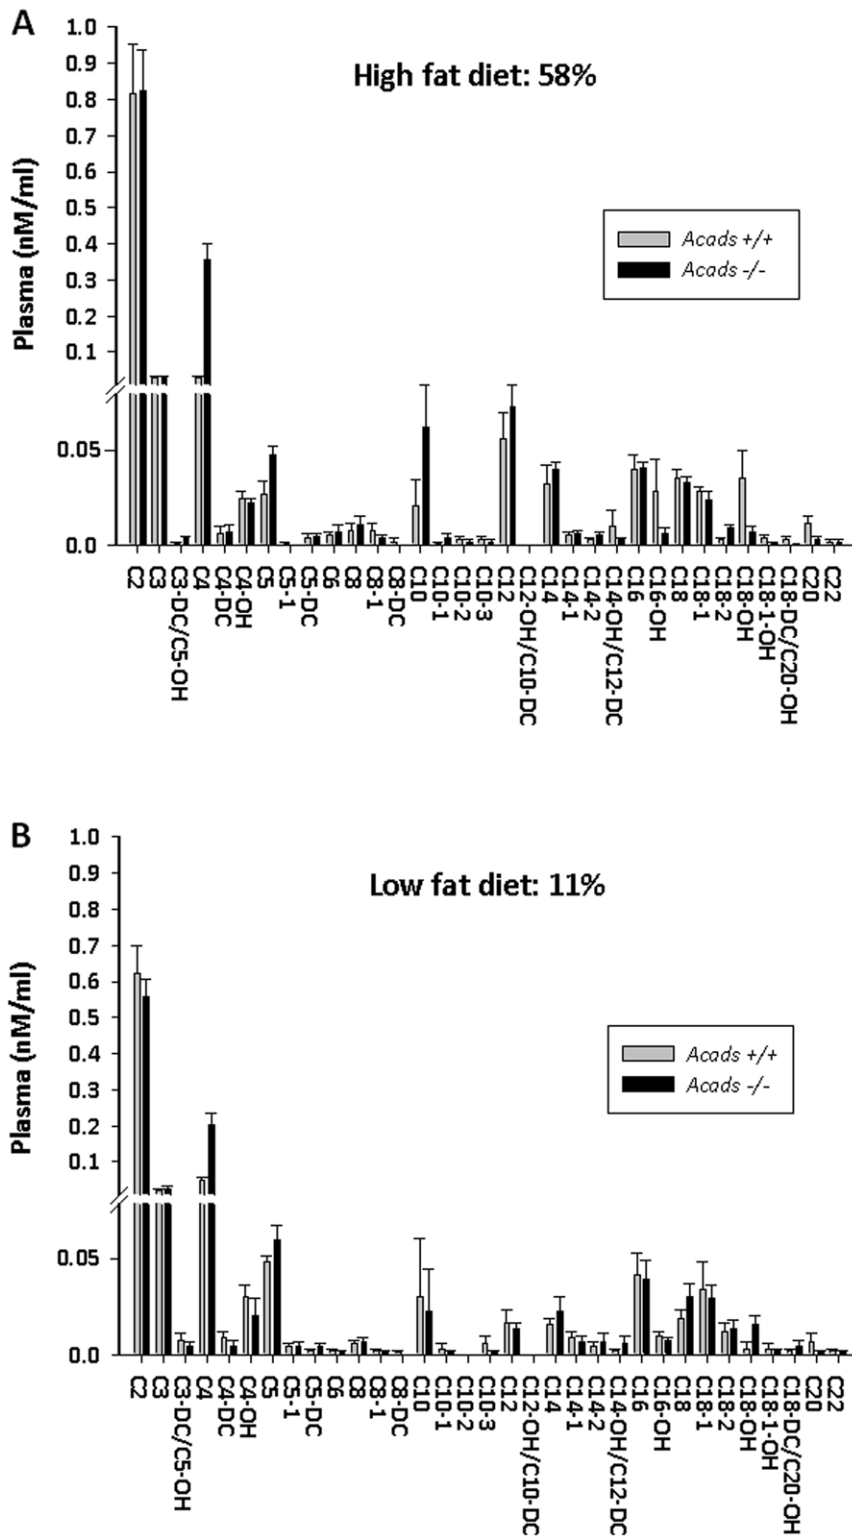 A
High fat diet: 58%
Plasma (nM/ml)
1.0
0.9
0.8
0.7
0.6
0.5
0.4
0.3
0.2
0.1
0.05
0.0
Acads +/+
Acads -/-
C2
C3
C3-DC/C5-OH
C4
C4-DC
C4-OH
C5
C5-1
C5-DC
C6
C8
C8-1
C8-DC
C10
C10-1
C10-2
C10-3
C12
C12-OH/C10-DC
C14
C14-1
C14-2
C14-OH/C12-DC
C16
C16-OH
C18
C18-1
C18-2
C18-OH
C18-1-OH
C18-DC/C20-OH
C20
C22
B
Low fat diet: 11%
Plasma (nM/ml)
1.0
0.9
0.8
0.7
0.6
0.5
0.4
0.3
0.2
0.1
0.05
0.0
Acads +/+
Acads -/-
C2
C3
C3-DC/C5-OH
C4
C4-DC
C4-OH
C5
C5-1
C5-DC
C6
C8
C8-1
C8-DC
C10
C10-1
C10-2
C10-3
C12
C12-OH/C10-DC
C14
C14-1
C14-2
C14-OH/C12-DC
C16
C16-OH
C18
C18-1
C18-2
C18-OH
C18-1-OH
C18-DC/C20-OH
C20
C22